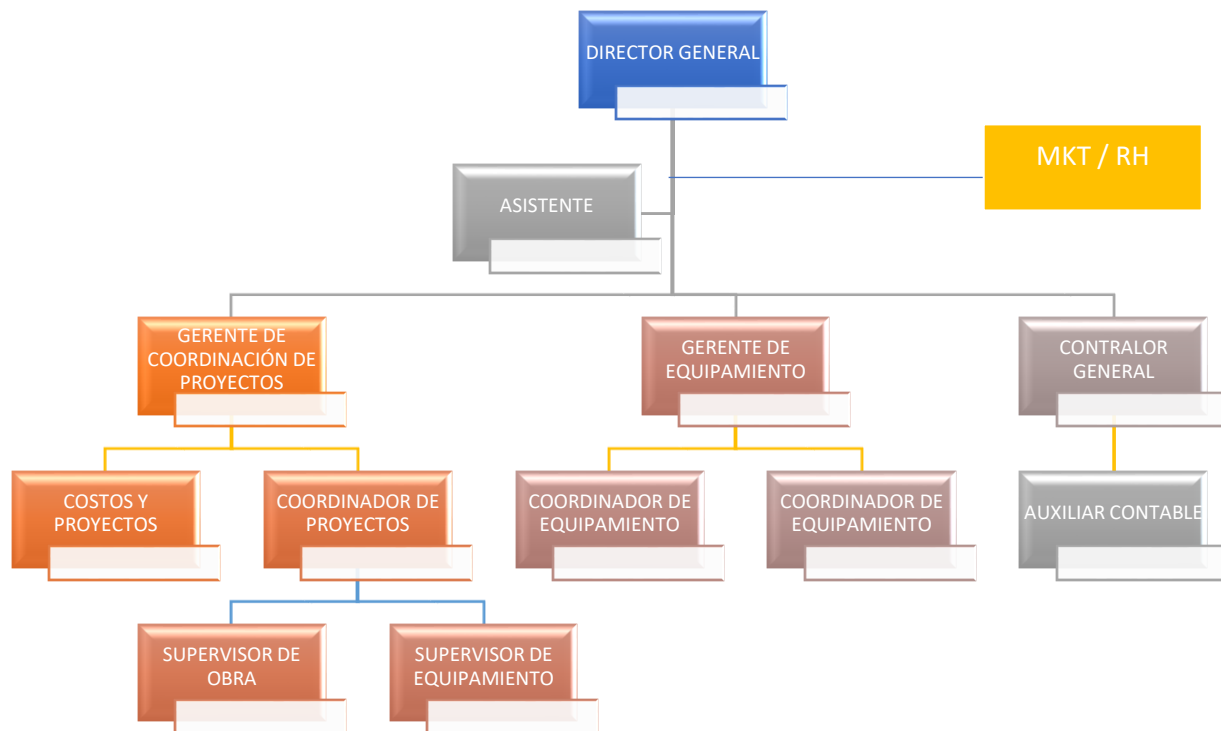 DIRECTOR GENERAL
MKT / RH
ASISTENTE
GERENTE DE
COORDINACIÓN DE
PROYECTOS
GERENTE DE
EQUIPAMIENTO
CONTRALOR
GENERAL
COSTOS Y
PROYECTOS
COORDINADOR DE
PROYECTOS
COORDINADOR DE
EQUIPAMIENTO
COORDINADOR DE
EQUIPAMIENTO
AUXILIAR CONTABLE
SUPERVISOR DE
OBRA
SUPERVISOR DE
EQUIPAMIENTO